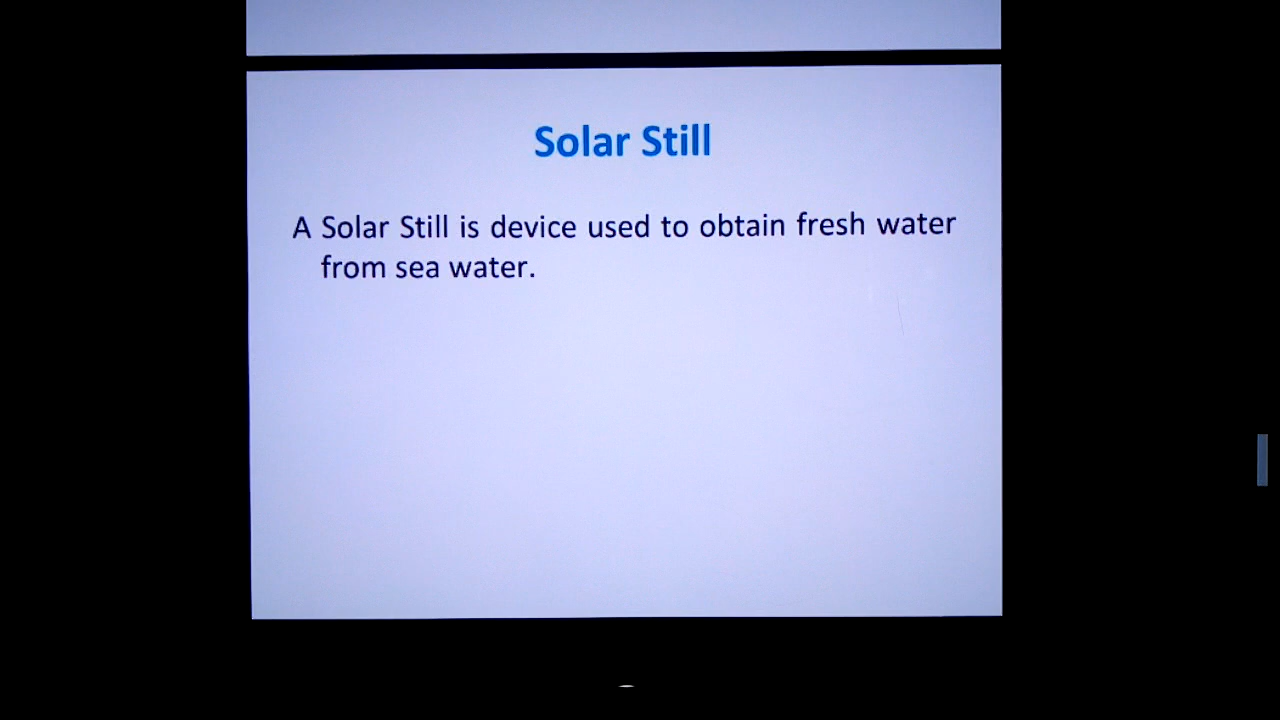 Solar Still
A Solar Still is device used to obtain fresh water
from sea water.